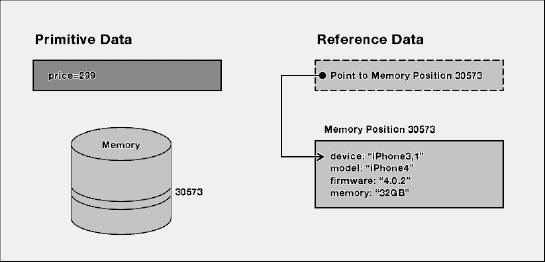 Primitive Data
price=299
Memory
30573
Reference Data
Point to Memory Position 30573
Memory Position 30573
device: “iPhone3,1”
model: “iPhone4”
firmware: “4.0.2”
memory: “32GB”